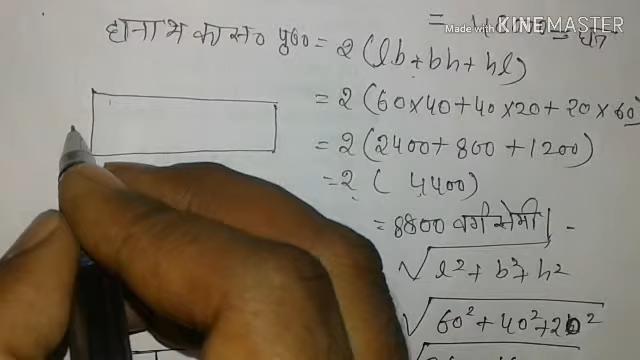 Made with KINEMASTER
घनाभ का स० पृ० = 2 (lb + bh + hl)
= 2 (60 × 40 + 40 × 20 + 20 × 60
= 2 (2400 + 800 + 1200)
= 2 ( 4400)
= 8800 वर्ग सेमी।
√l² + b² + h²
√60² + 40² + 20²